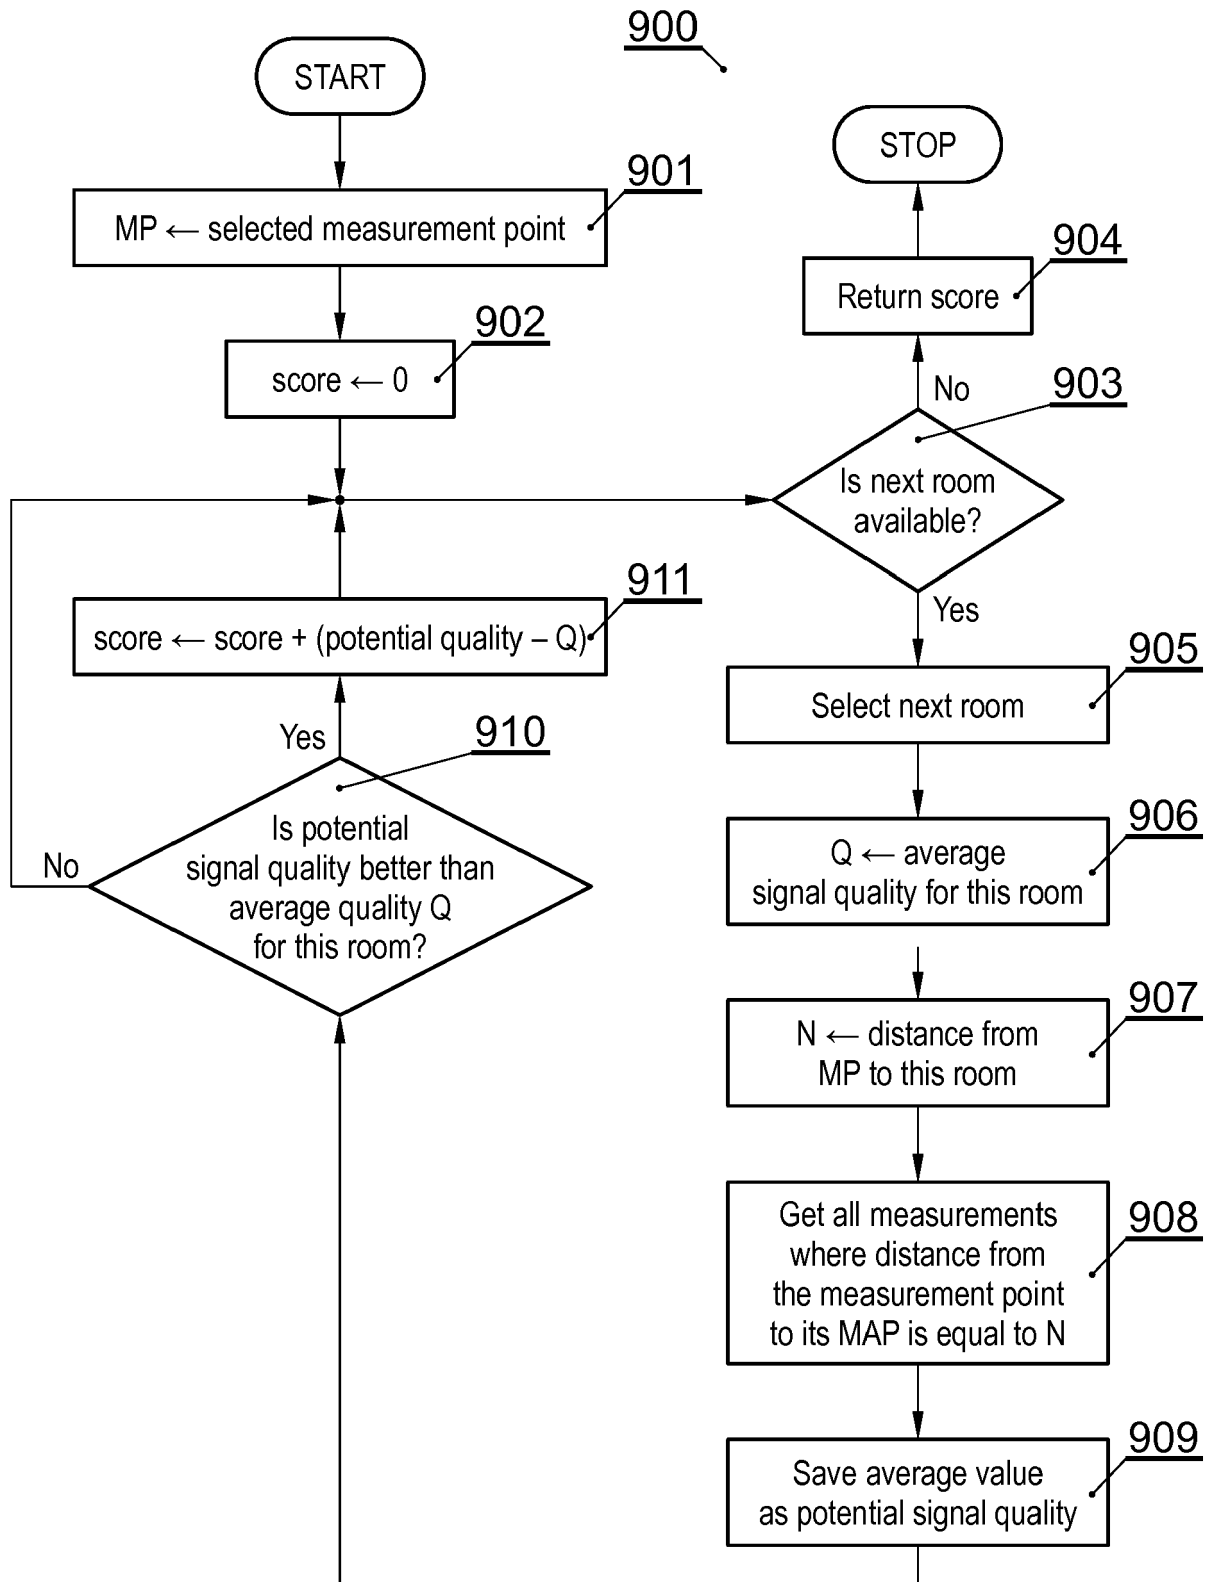 900
START
901
MP ← selected measurement point
902
score ← 0
STOP
904
Return score
No
903
Is next room
available?
Yes
911
score ← score + (potential quality – Q)
Yes
910
Is potential
signal quality better than
average quality Q
for this room?
No
905
Select next room
906
Q ← average
signal quality for this room
907
N ← distance from
MP to this room
908
Get all measurements
where distance from
the measurement point
to its MAP is equal to N
909
Save average value
as potential signal quality